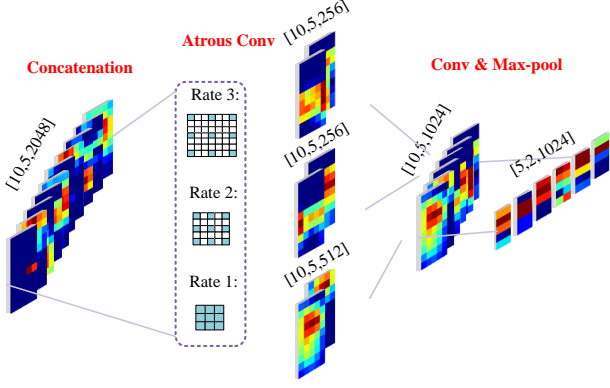 Concatenation
[10,5,2048]
Atrous Conv
Rate 3:
Rate 2:
Rate 1:
[10,5,256]
[10,5,256]
[10,5,512]
Conv & Max-pool
[10,5,1024]
[5,2,1024]